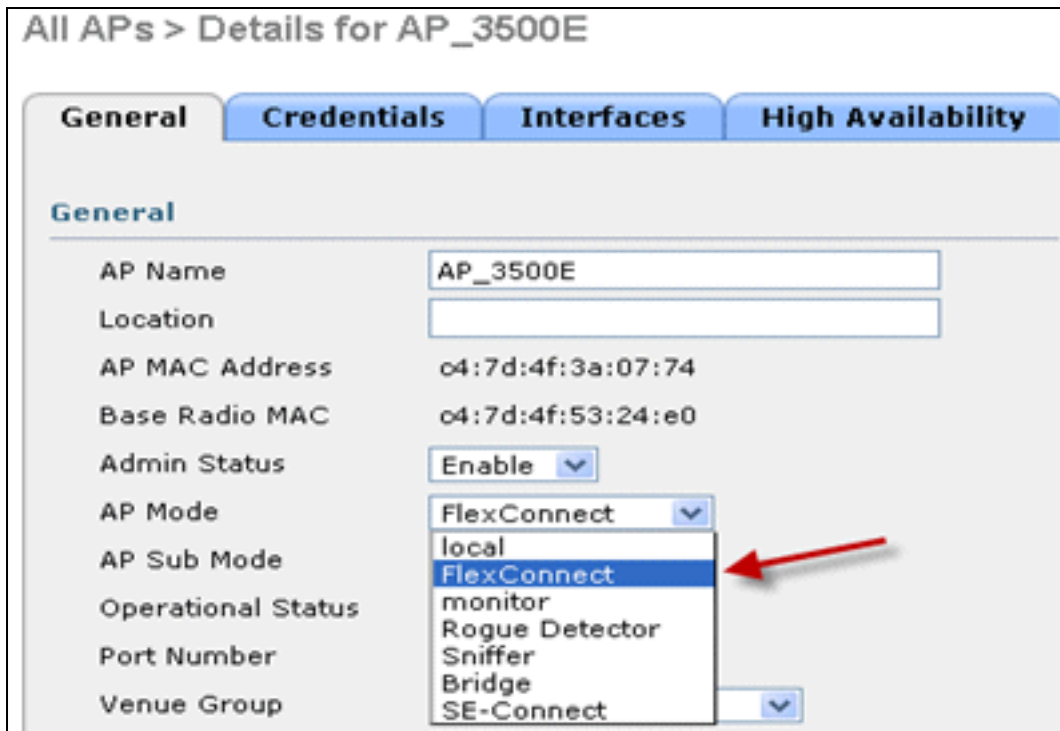 All APs > Details for AP_3500E
General Credentials Interfaces High Availability
General
AP Name AP_3500E
Location
AP MAC Address c4:7d:4f:3a:07:74
Base Radio MAC c4:7d:4f:53:24:e0
Admin Status Enable
AP Mode FlexConnect
AP Sub Mode
Operational Status
Port Number
Venue Group
local
FlexConnect
monitor
Rogue Detector
Sniffer
Bridge
SE-Connect